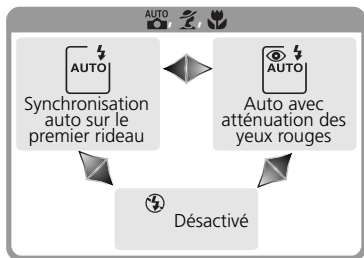 AUTO
AUTO
AUTO
Synchronisation
auto sur le
premier rideau
Auto avec
atténuation des
yeux rouges
Désactivé